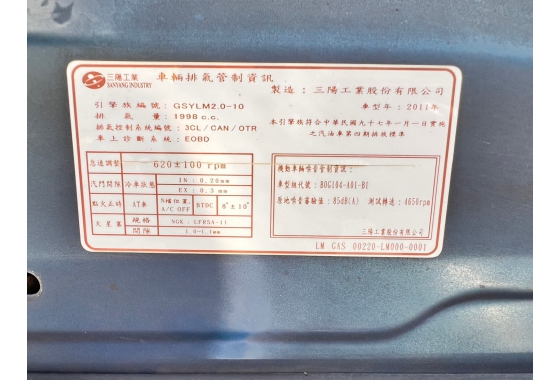 三陽工業
SANYANG INDUSTRY
車輛排氣管制資訊
製造：三陽工業股份有限公司
引擎族編號：GSYLM2.0-10
車型年：2011年
排氣量：1998 c.c.
排氣控制系統編號：3CL/CAN/OTR
車上診斷系統：EOBD
本引擎族符合中華民國九十七年一月一日實施
之汽油車第四期排放標準
怠速調整 620±100 rpm
汽門間隙 冷車狀態 IN : 0.20mm
EX : 0.3 mm
點火正時 AT車 N檔位置, A/C OFF BTDC 8°±10°
火星塞 規格 NGK : LFR5A-11
間隙 1.0-1.1mm
機動車輛噪音管制資訊：
車型組代號：B0G104-A01-B1
原地噪音審驗值：85dB(A) 測試轉速：4650rpm
三陽工業股份有限公司
LM GAS 00220-LM000-0001